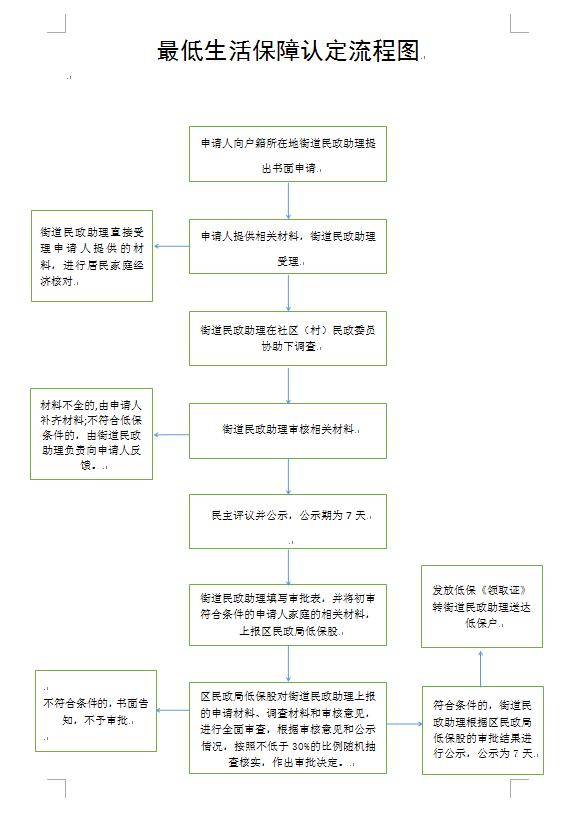 最低生活保障认定流程图
申请人向户籍所在地街道民政助理提
出书面申请
申请人提供相关材料，街道民政助理
受理
街道民政助理直接受
理申请人提供的材
料，进行居民家庭经
济核对
街道民政助理在社区（村）民政委员
协助下调查
街道民政助理审核相关材料
材料不全的,由申请人
补齐材料;不符合低保
条件的，由街道民政
助理负责向申请人反
馈。
民主评议并公示，公示期为7天
街道民政助理填写审批表，并将初审
符合条件的申请人家庭的相关材料，
上报区民政局低保股
发放低保《领取证》
转街道民政助理送达
低保户
区民政局低保股对街道民政助理上报
的申请材料、调查材料和审核意见，
进行全面审查，根据审核意见和公示
情况，按照不低于30%的比例随机抽
查核实，作出审批决定。
不符合条件的，书面告
知，不予审批
符合条件的，街道民
政助理根据区民政局
低保股的审批结果进
行公示，公示为7天